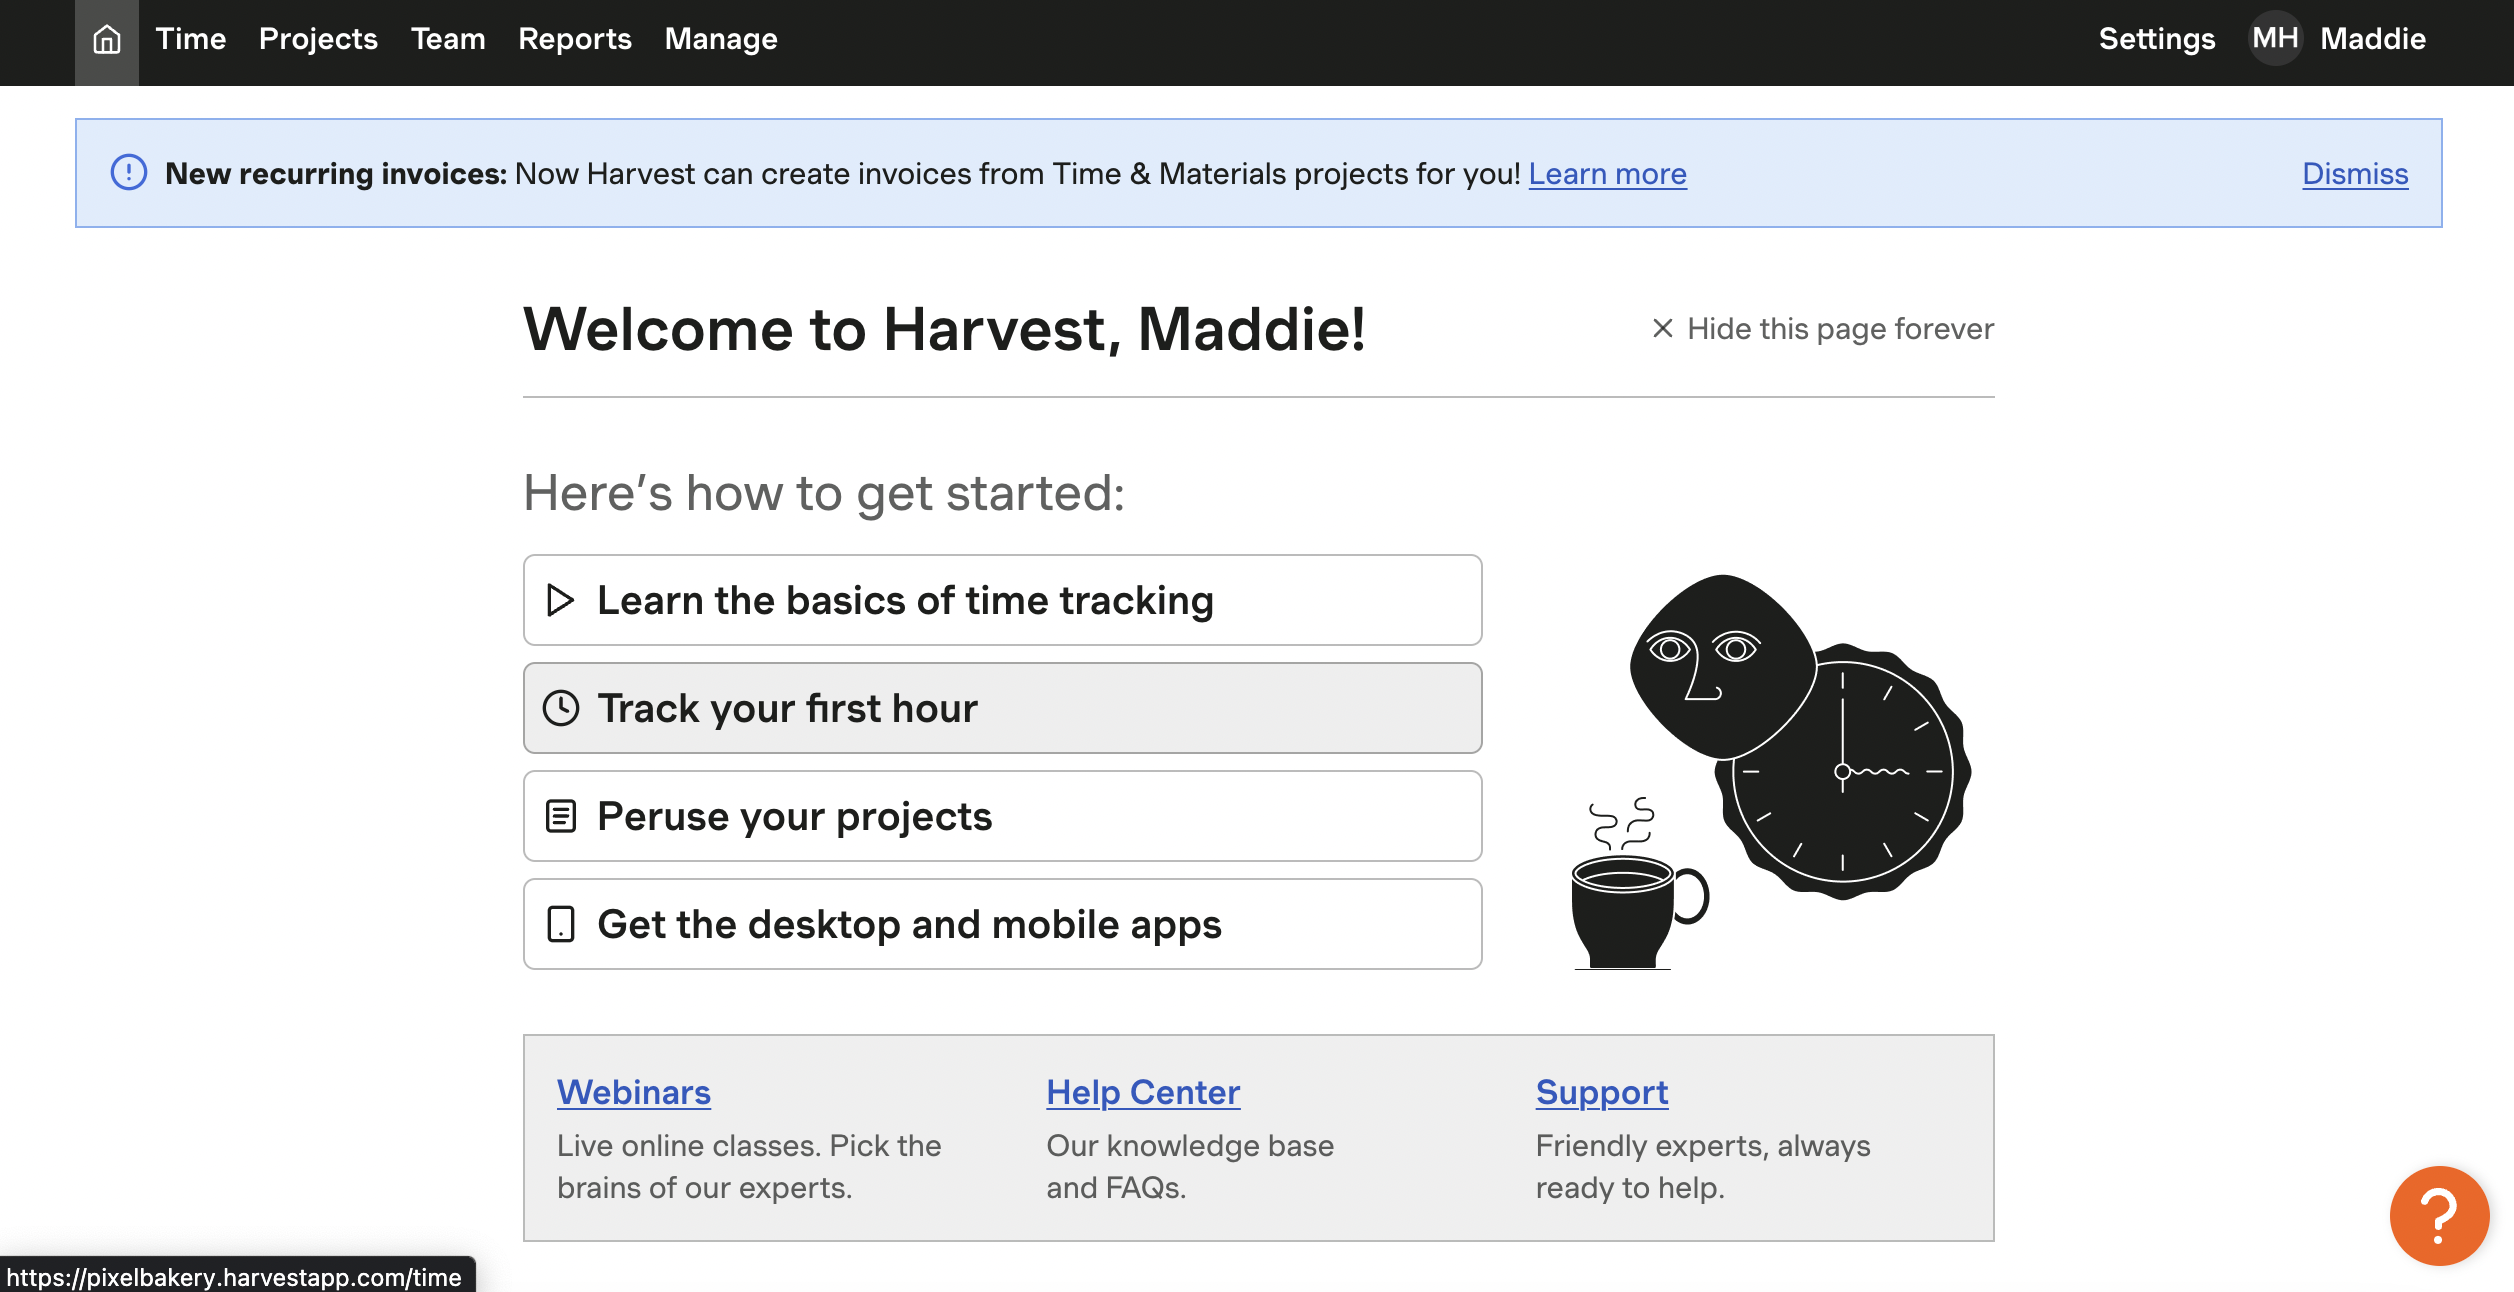 Time Projects Team Reports Manage Settings MH Maddie
New recurring invoices: Now Harvest can create invoices from Time & Materials projects for you! Learn more Dismiss
Welcome to Harvest, Maddie!
Hide this page forever
Here’s how to get started:
Learn the basics of time tracking
Track your first hour
Peruse your projects
Get the desktop and mobile apps
Webinars
Live online classes. Pick the
brains of our experts.
Help Center
Our knowledge base
and FAQs.
Support
Friendly experts, always
ready to help.
?
https://pixelbakery.harvestapp.com/time